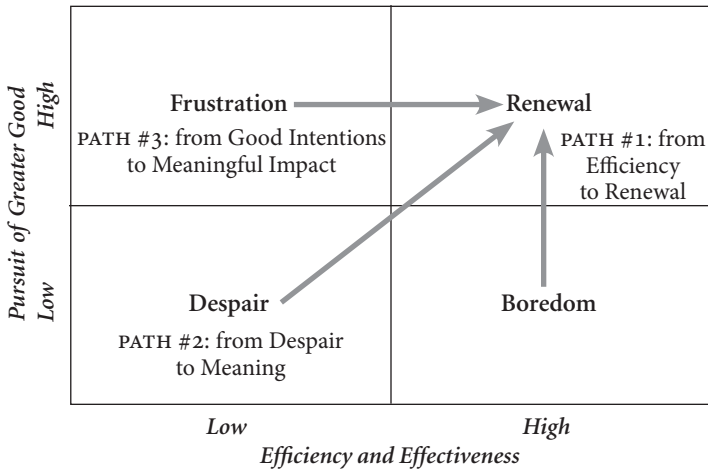 Pursuit of Greater Good
High
Low
Frustration
PATH #3: from Good Intentions
to Meaningful Impact
Renewal
PATH #1: from
Efficiency
to Renewal
Despair
PATH #2: from Despair
to Meaning
Boredom
Low
High
Efficiency and Effectiveness